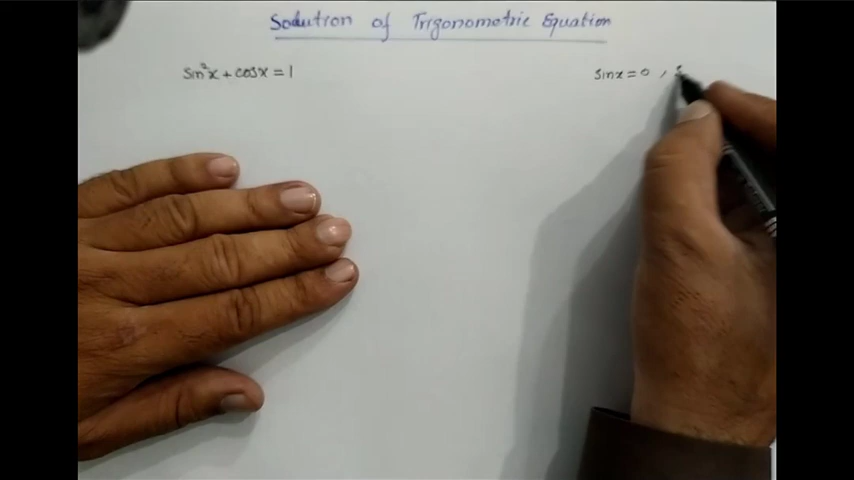 Solution of Trigonometric Equation
sin²x + cosx = 1
sinx = 0 , s